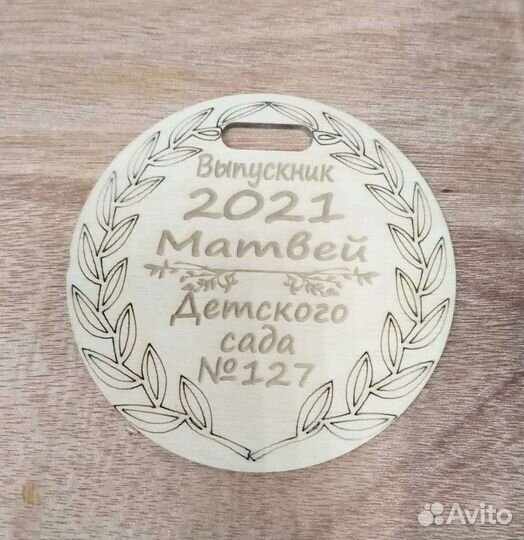 Выпускник
2021
Матвей
Детского
сада
№127
Avito